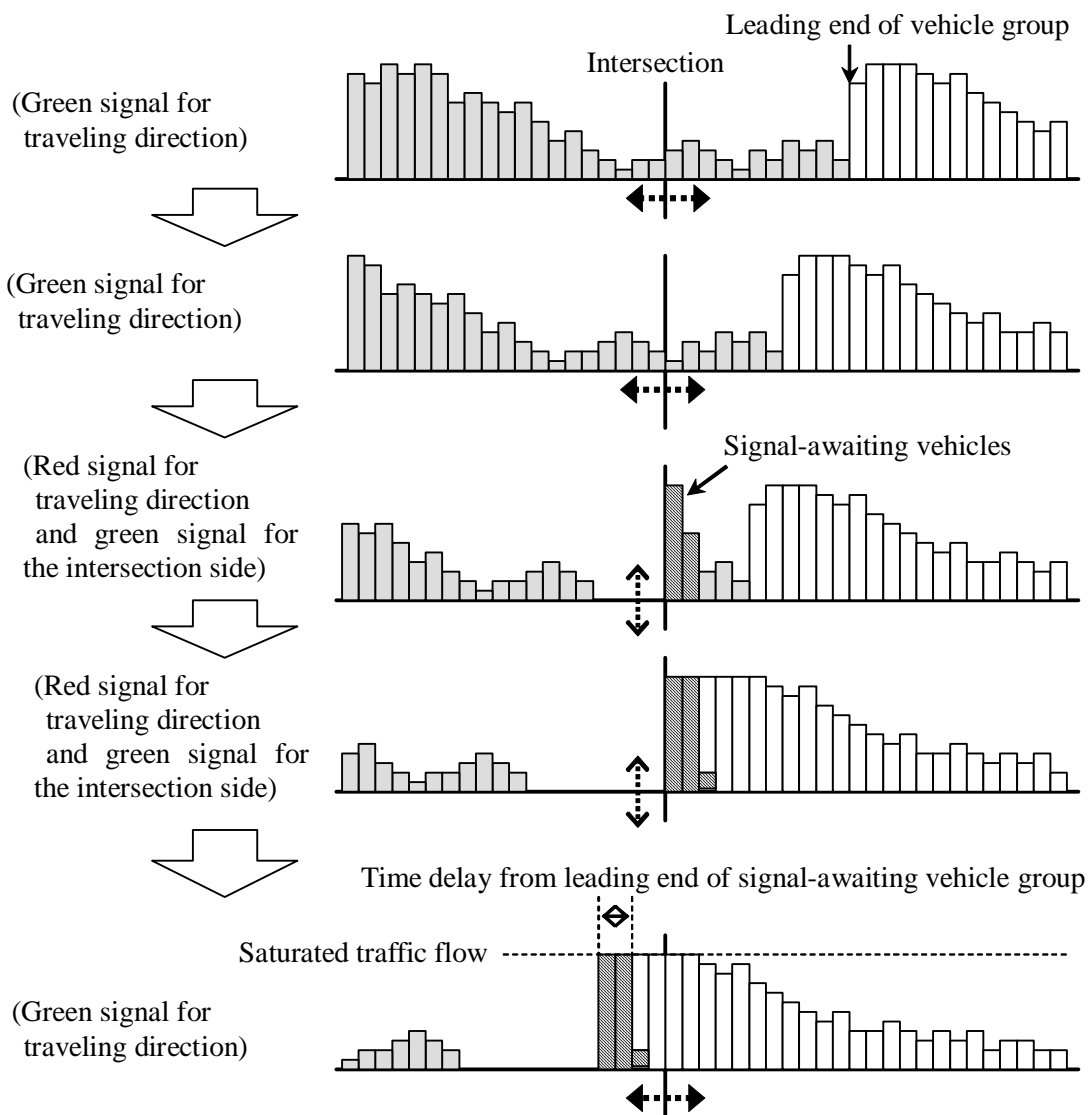 Leading end of vehicle group
Intersection
(Green signal for
traveling direction)
(Green signal for
traveling direction)
Signal-awaiting vehicles
(Red signal for
traveling direction
and green signal for
the intersection side)
(Red signal for
traveling direction
and green signal for
the intersection side)
Time delay from leading end of signal-awaiting vehicle group
Saturated traffic flow
(Green signal for
traveling direction)